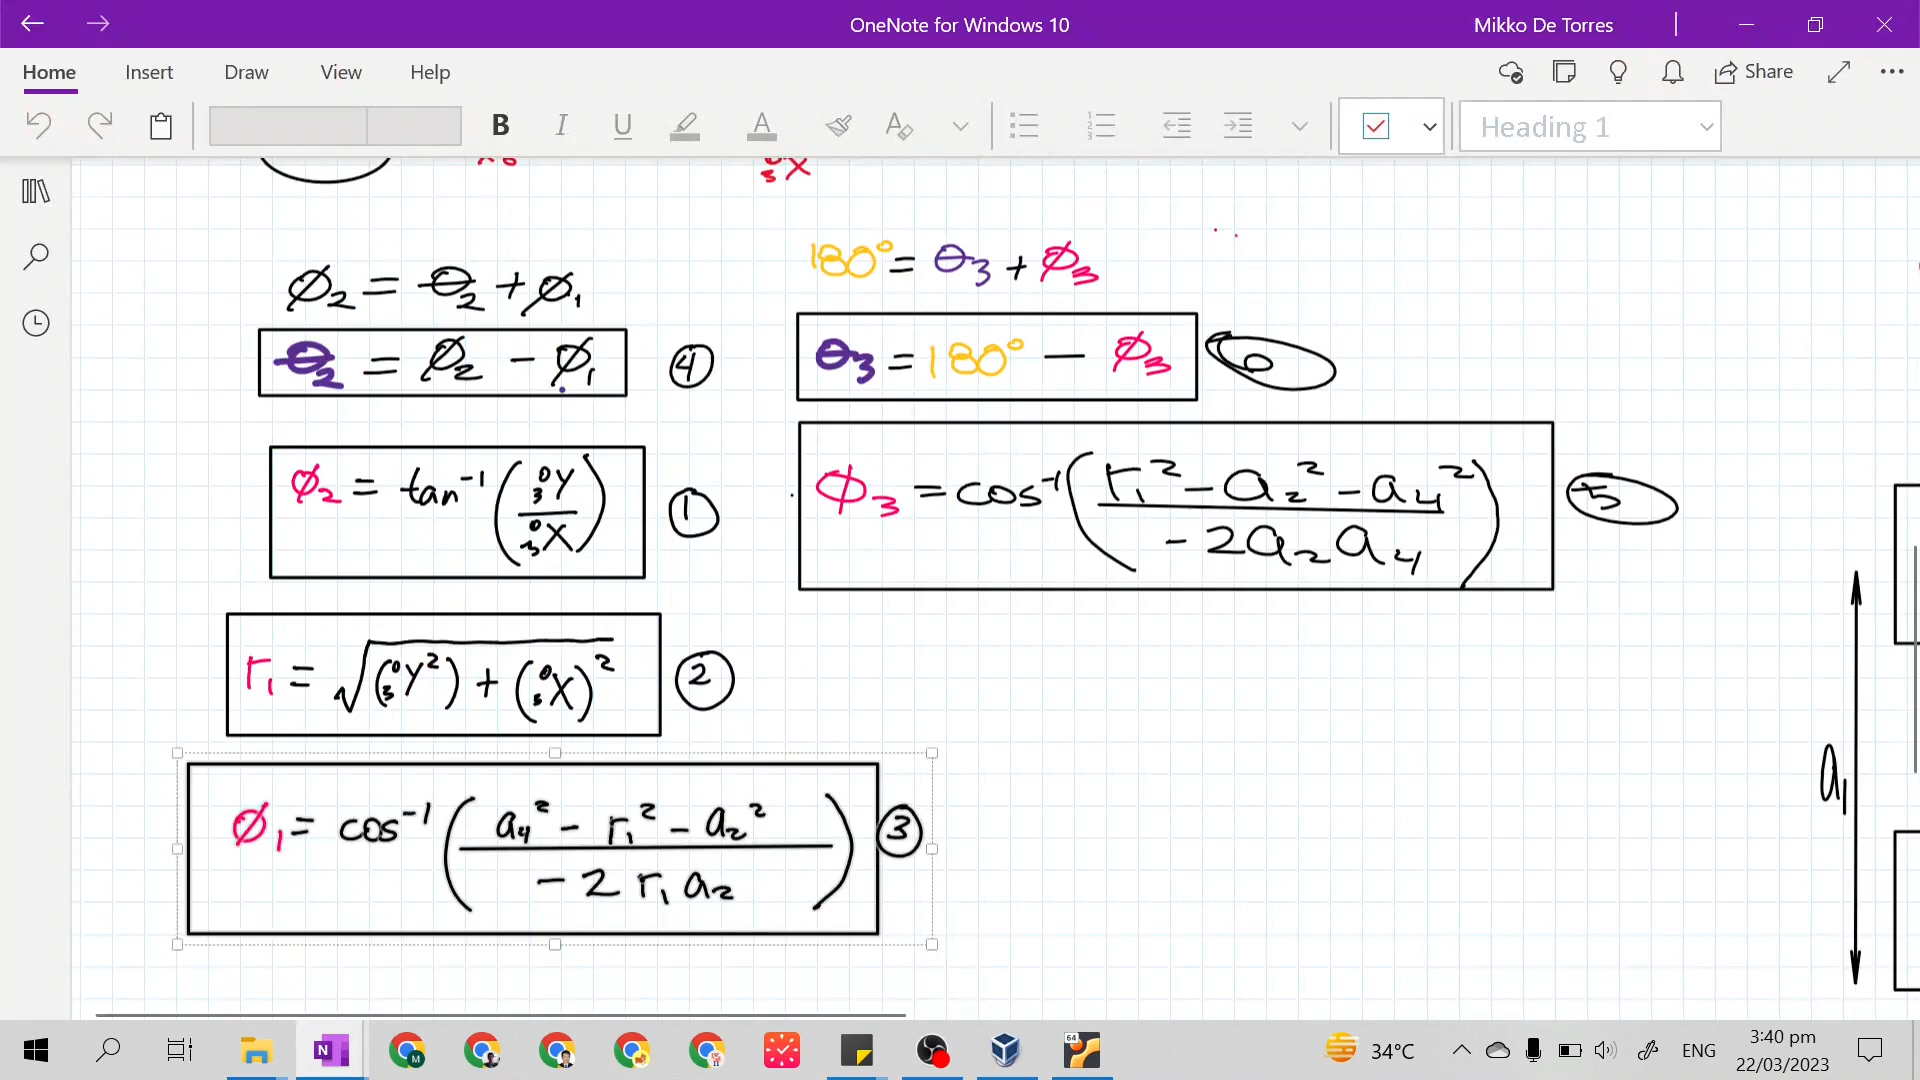 OneNote for Windows 10
Mikko De Torres
Home Insert Draw View Help
Share
B I U A A
Heading 1
X
180° = θ3 + φ3
φ2 = θ2 + φ1
θ2 = φ2 - φ1 ④
θ3 = 180° - φ3 6
φ2 = tan⁻¹ (⁰₃Y / ⁰₃X) ①
φ3 = cos⁻¹ (r1² - a2² - a4² / -2a2a4) 5
r1 = √(⁰₃Y²) + (⁰₃X)² ②
φ1 = cos⁻¹ (a4² - r1² - a2² / -2 r1 a2) ③
a1
34°C
ENG
3:40 pm
22/03/2023